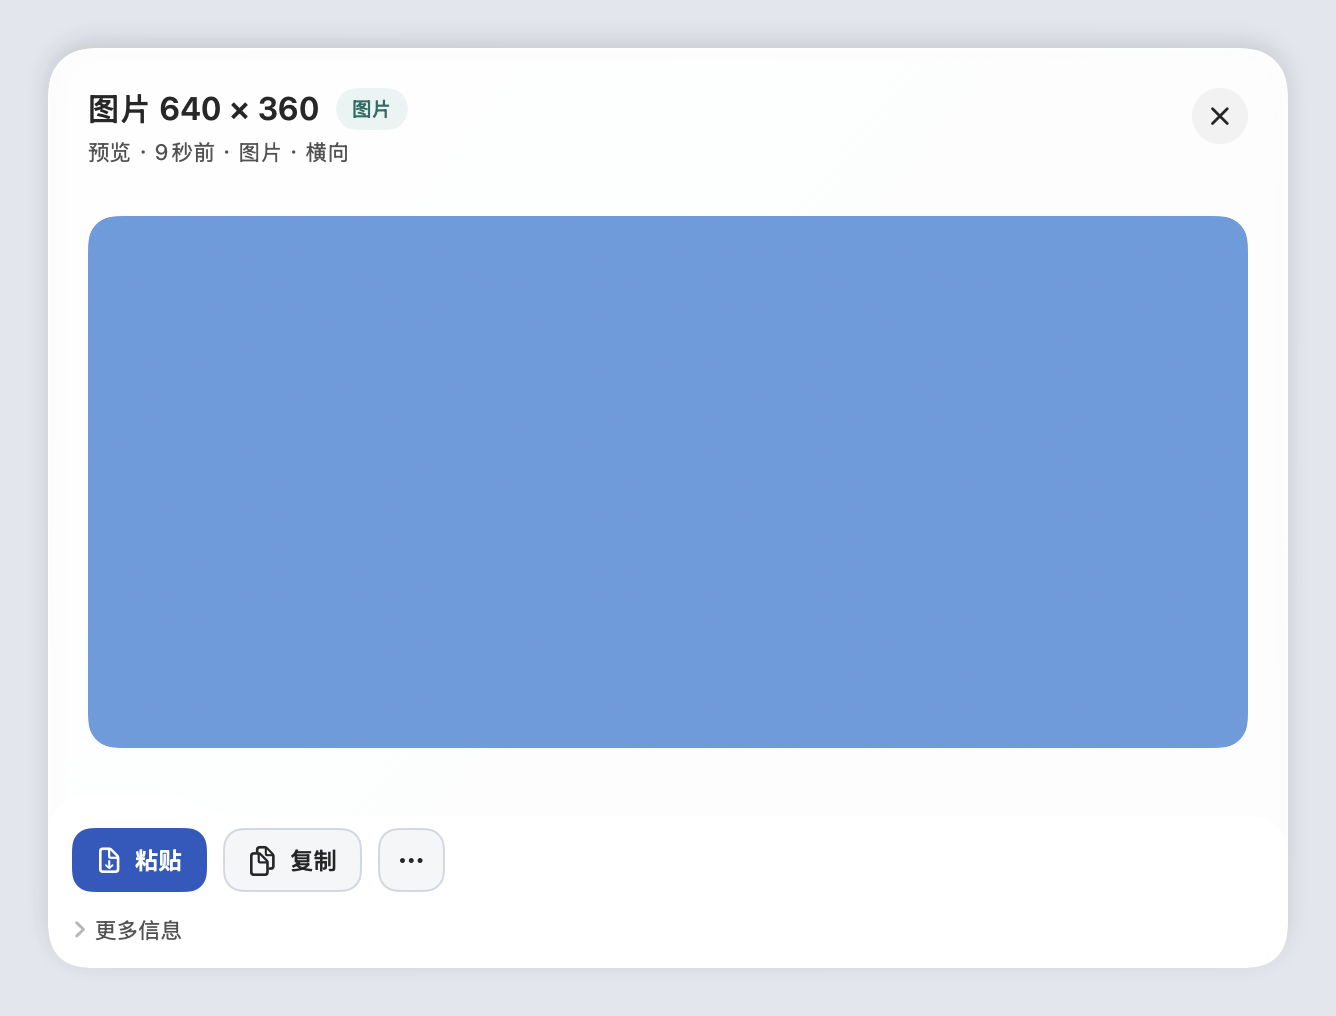 图片 640 × 360 图片
预览 · 9秒前 · 图片 · 横向
粘贴 复制
更多信息